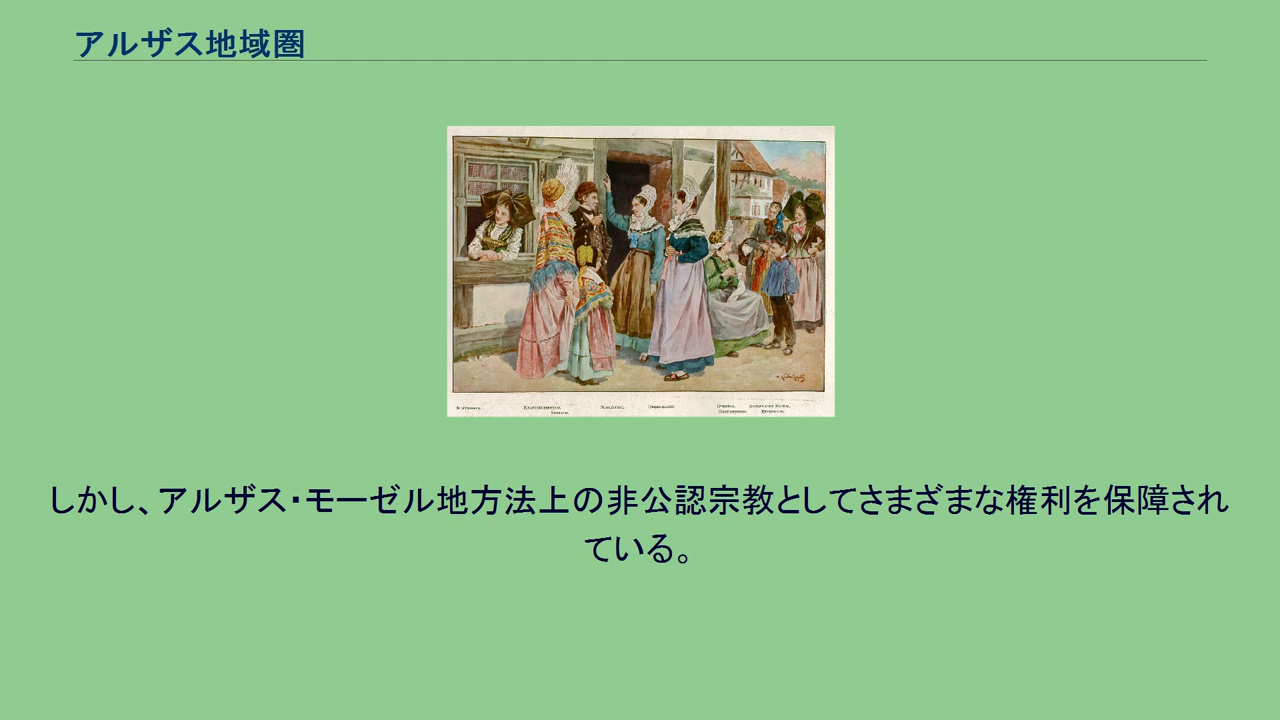 アルザス地域圏
しかし、アルザス・モーゼル地方法上の非公認宗教としてさまざまな権利を保障され
ている。